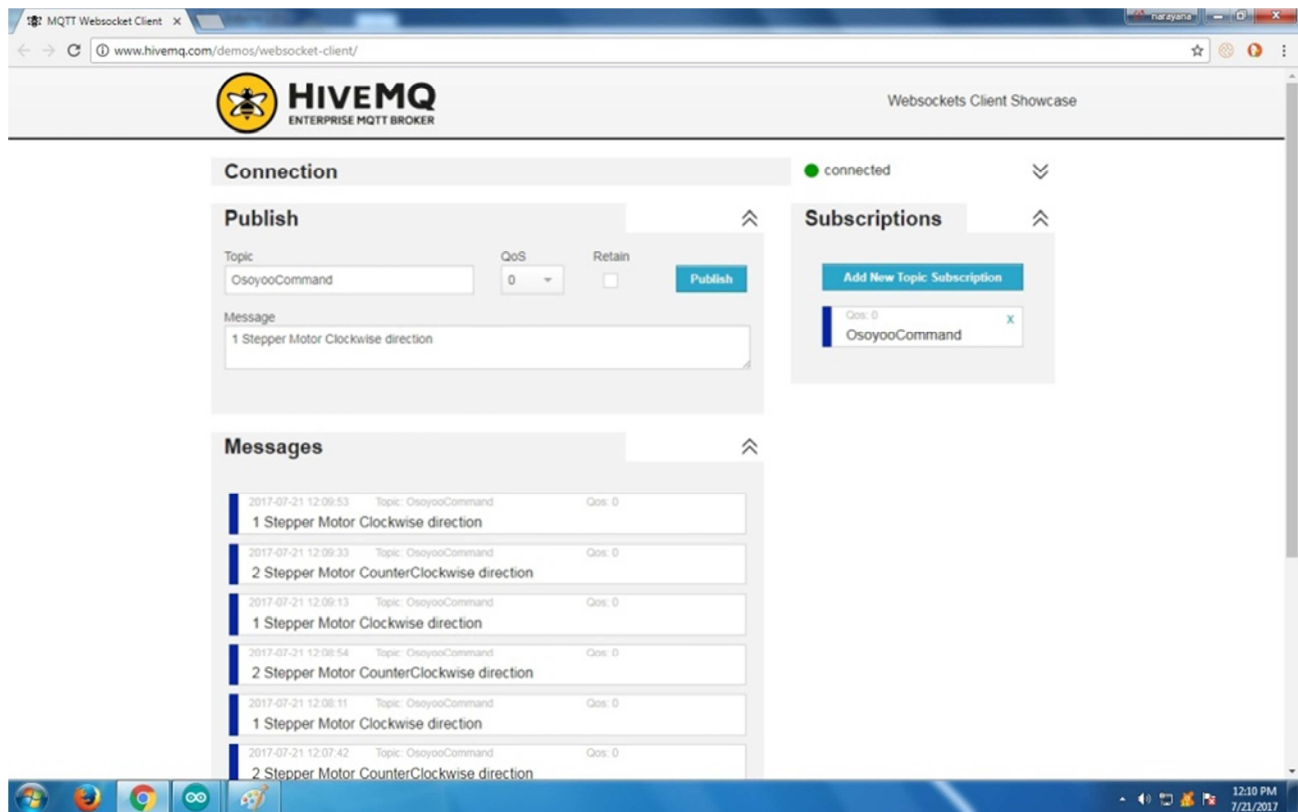 MQTT Websocket Client
narayana
www.hivemq.com/demos/websocket-client/
HIVEMQ
ENTERPRISE MQTT BROKER
Websockets Client Showcase
Connection
connected
Publish
Subscriptions
Topic QoS Retain
OsoyooCommand 0 Publish
Add New Topic Subscription
Message
1 Stepper Motor Clockwise direction
Qos: 0 X
OsoyooCommand
Messages
2017-07-21 12:09:53 Topic: OsoyooCommand Qos: 0
1 Stepper Motor Clockwise direction
2017-07-21 12:09:33 Topic: OsoyooCommand Qos: 0
2 Stepper Motor CounterClockwise direction
2017-07-21 12:09:13 Topic: OsoyooCommand Qos: 0
1 Stepper Motor Clockwise direction
2017-07-21 12:08:54 Topic: OsoyooCommand Qos: 0
2 Stepper Motor CounterClockwise direction
2017-07-21 12:08:11 Topic: OsoyooCommand Qos: 0
1 Stepper Motor Clockwise direction
2017-07-21 12:07:42 Topic: OsoyooCommand Qos: 0
2 Stepper Motor CounterClockwise direction
12:10 PM
7/21/2017